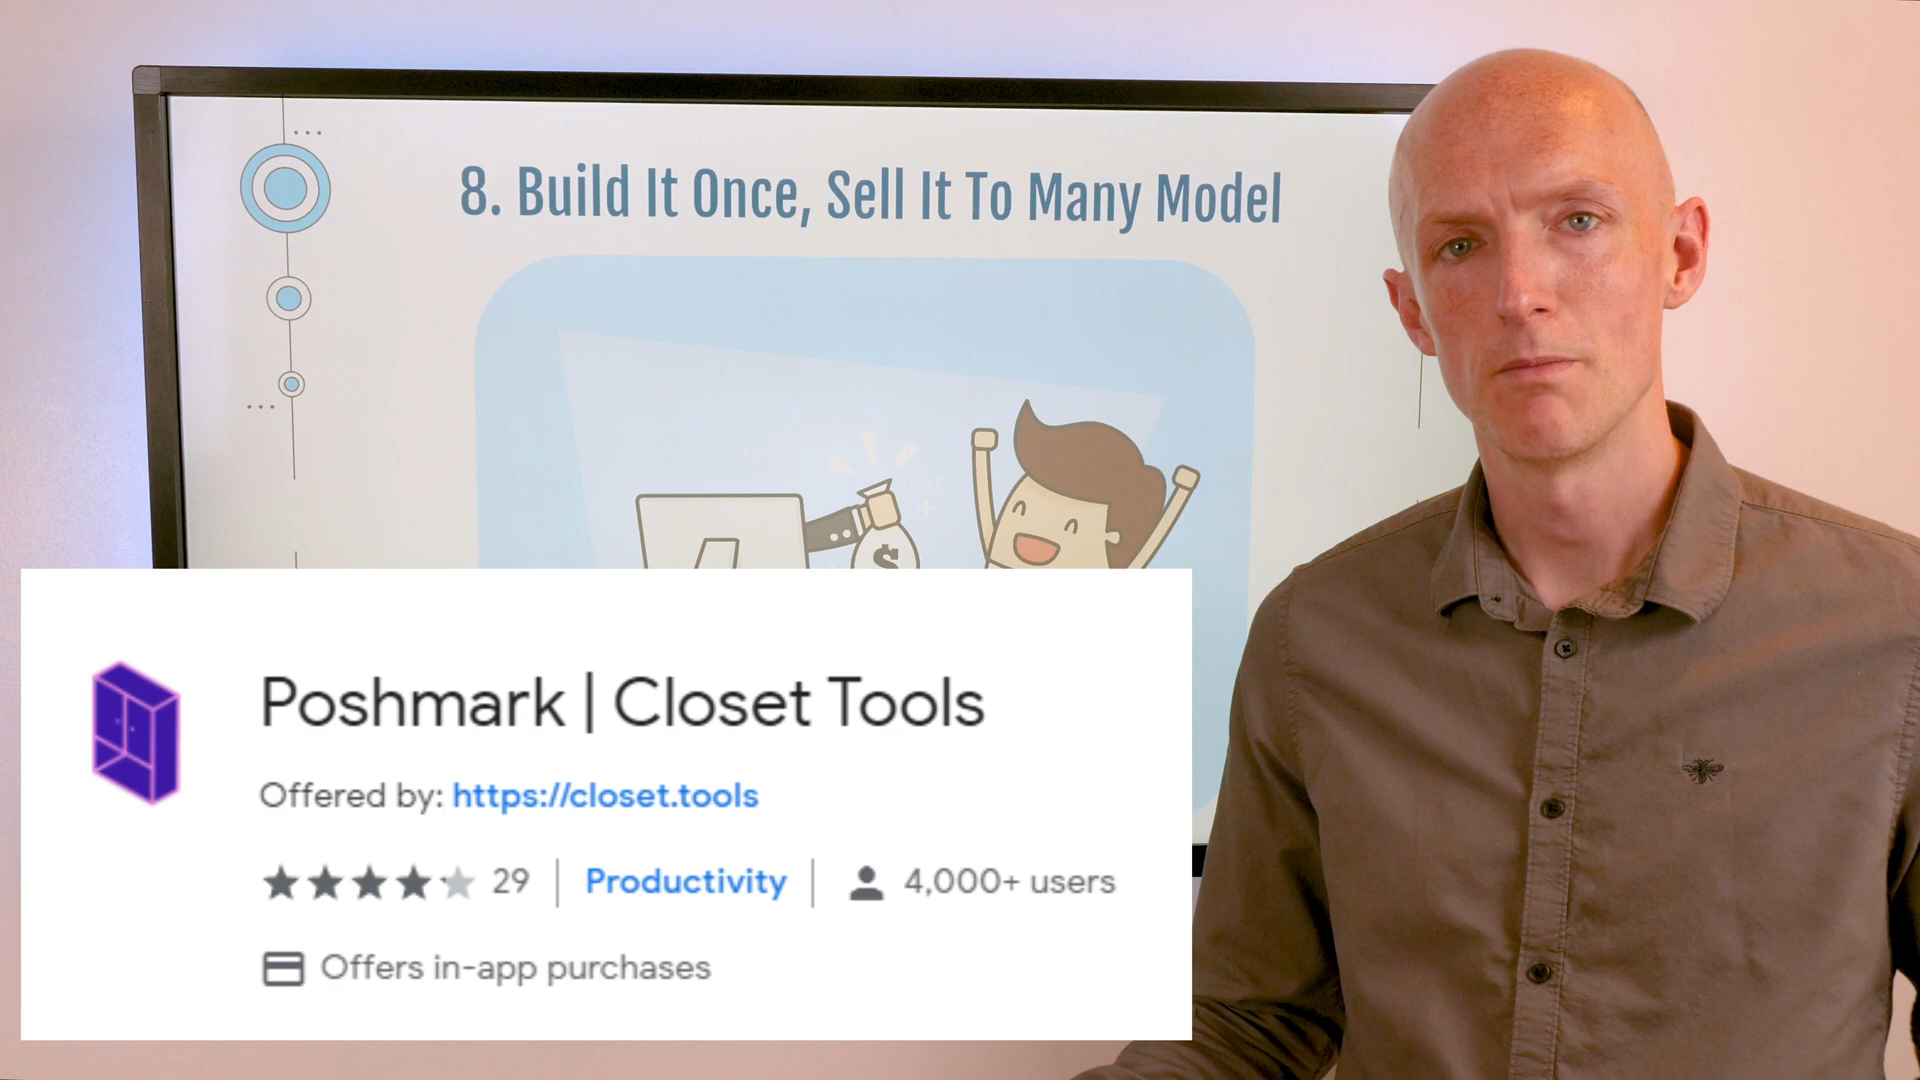 8. Build It Once, Sell It To Many Model
$
Poshmark | Closet Tools
Offered by: https://closet.tools
29 | Productivity | 4,000+ users
Offers in-app purchases